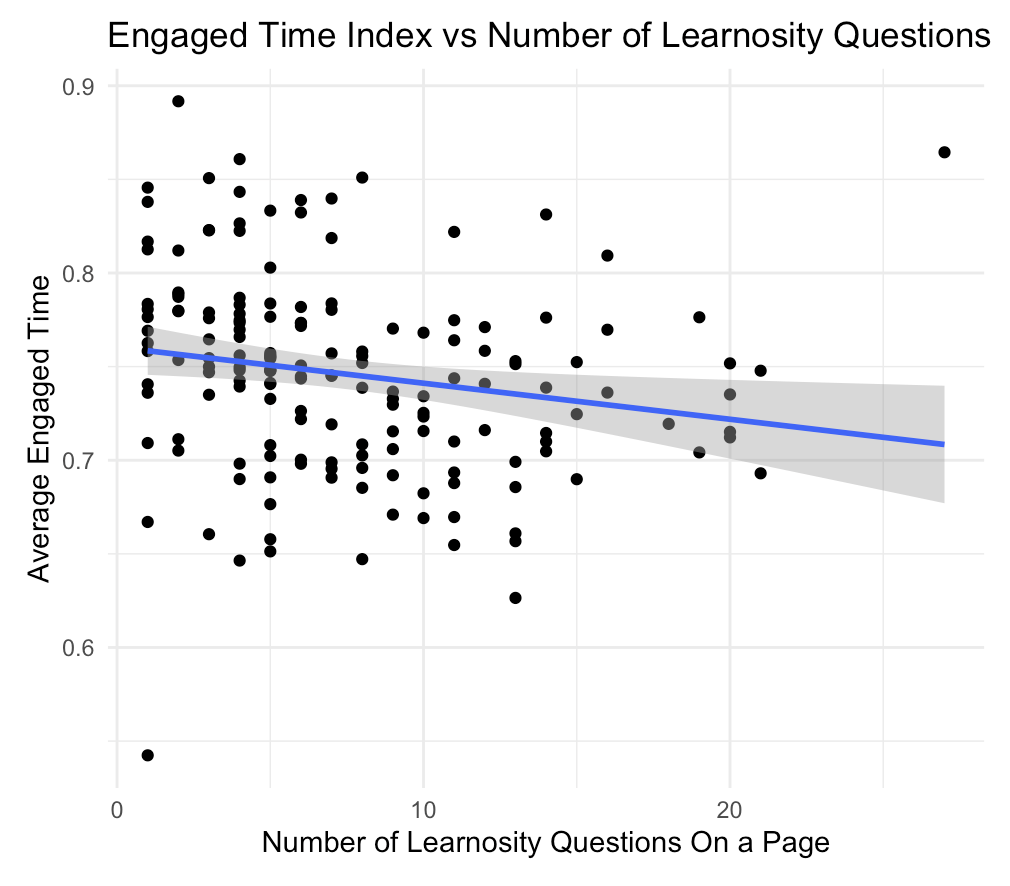 Engaged Time Index vs Number of Learnosity Questions
Average Engaged Time
0.9
0.8
0.7
0.6
0
10
20
Number of Learnosity Questions On a Page